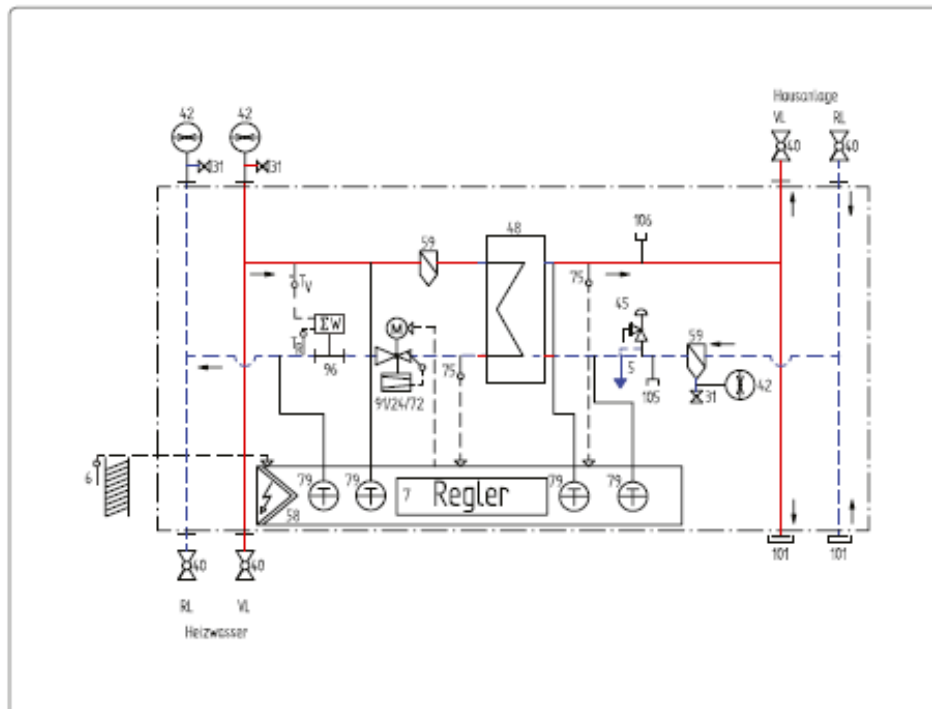 Hausanlage
42 42 VL RL
40 40
31 31
106
59 48
75
TV
45
M
ΣW
TR
59
96
75
S
105
31
42
91/24/72
6
79 79 7 Regler 79 79
58
40 40 101 101
RL VL
Heizwasser